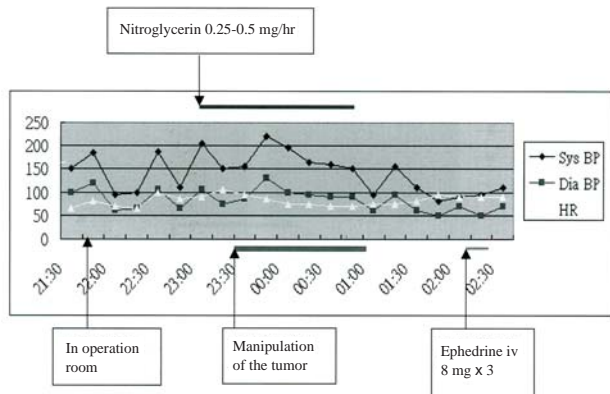 Nitroglycerin 0.25-0.5 mg/hr
250
200
150
100
50
0
Sys BP
Dia BP
HR
21:30
22:00
22:30
23:00
23:30
00:00
00:30
01:00
01:30
02:00
02:30
In operation
room
Manipulation
of the tumor
Ephedrine iv
8 mg x 3